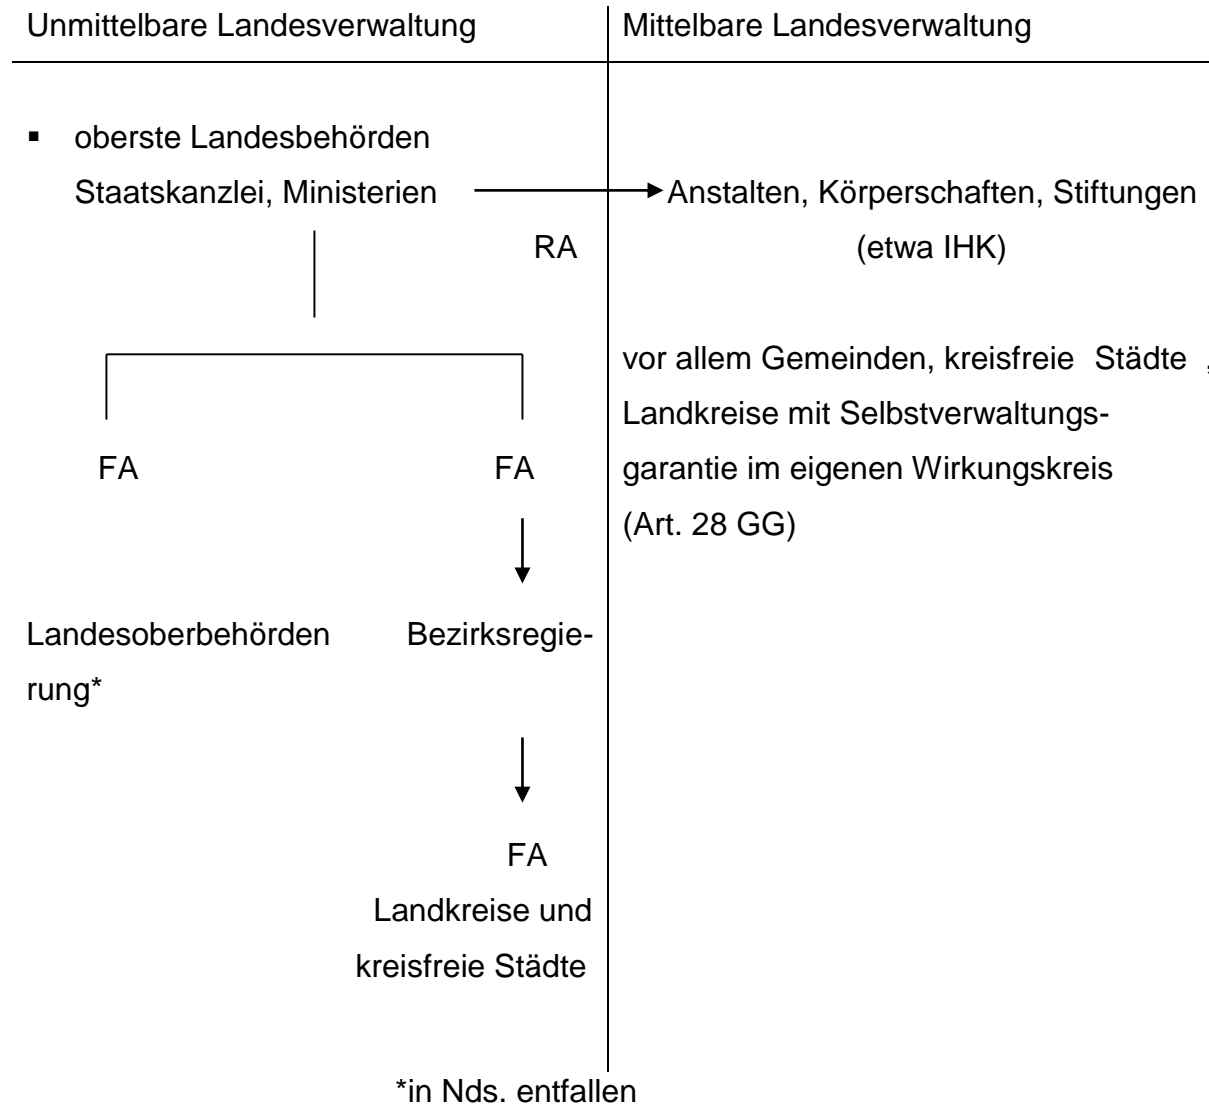 Unmittelbare Landesverwaltung
Mittelbare Landesverwaltung
▪ oberste Landesbehörden
Staatskanzlei, Ministerien
RA
Anstalten, Körperschaften, Stiftungen
(etwa IHK)
vor allem Gemeinden, kreisfreie Städte ,
Landkreise mit Selbstverwaltungs-
garantie im eigenen Wirkungskreis
(Art. 28 GG)
FA
FA
Landesoberbehörden Bezirksregie-
rung*
FA
Landkreise und
kreisfreie Städte
*in Nds. entfallen